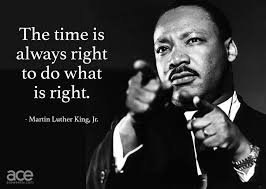 The time is
always right
to do what
is right.
- Martin Luther King, Jr.
ace